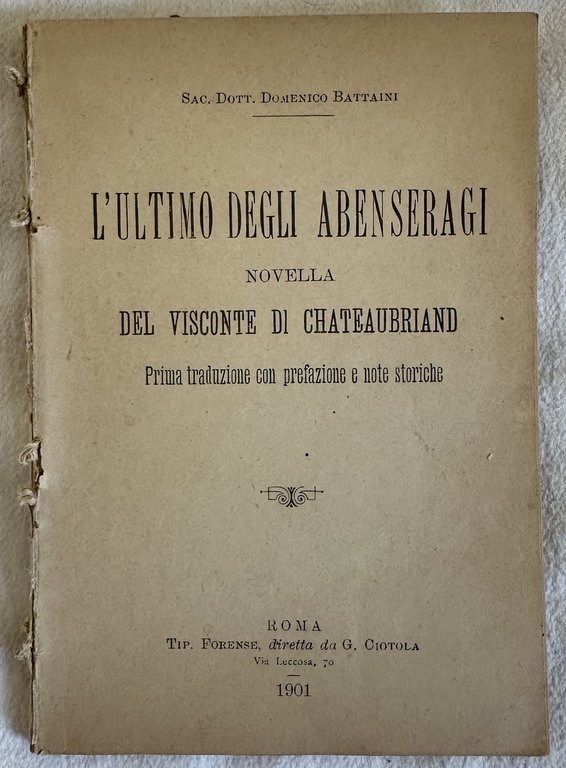 Sac. Dott. Domenico Battaini
L'ULTIMO DEGLI ABENSERAGI
NOVELLA
DEL VISCONTE DI CHATEAUBRIAND
Prima traduzione con prefazione e note storiche
ROMA
Tip. Forense, diretta da G. Ciotola
Via Leccosa, 70
1901